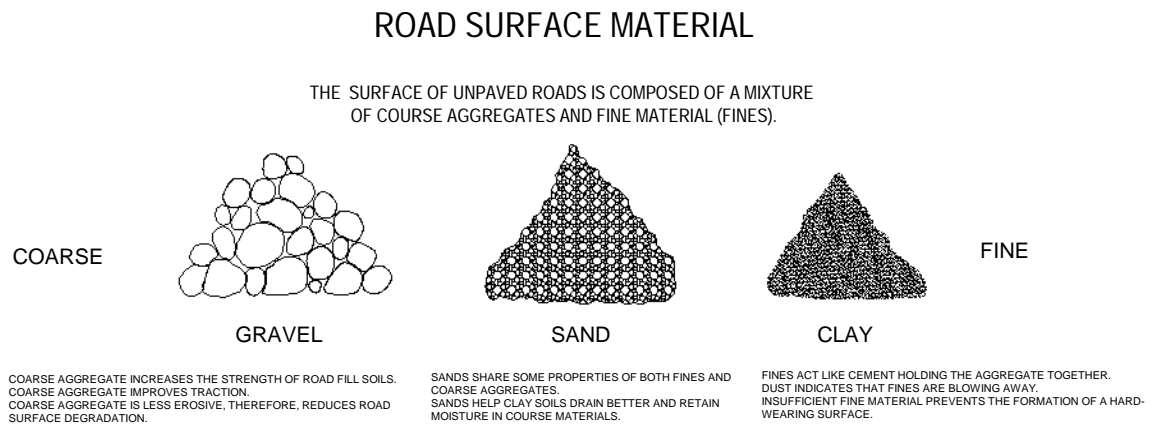 ROAD SURFACE MATERIAL
THE SURFACE OF UNPAVED ROADS IS COMPOSED OF A MIXTURE
OF COURSE AGGREGATES AND FINE MATERIAL (FINES).
COARSE
FINE
GRAVEL
SAND
CLAY
COARSE AGGREGATE INCREASES THE STRENGTH OF ROAD FILL SOILS.
COARSE AGGREGATE IMPROVES TRACTION.
COARSE AGGREGATE IS LESS EROSIVE, THEREFORE, REDUCES ROAD
SURFACE DEGRADATION.
SANDS SHARE SOME PROPERTIES OF BOTH FINES AND
COARSE AGGREGATES.
SANDS HELP CLAY SOILS DRAIN BETTER AND RETAIN
MOISTURE IN COURSE MATERIALS.
FINES ACT LIKE CEMENT HOLDING THE AGGREGATE TOGETHER.
DUST INDICATES THAT FINES ARE BLOWING AWAY.
INSUFFICIENT FINE MATERIAL PREVENTS THE FORMATION OF A HARD-
WEARING SURFACE.